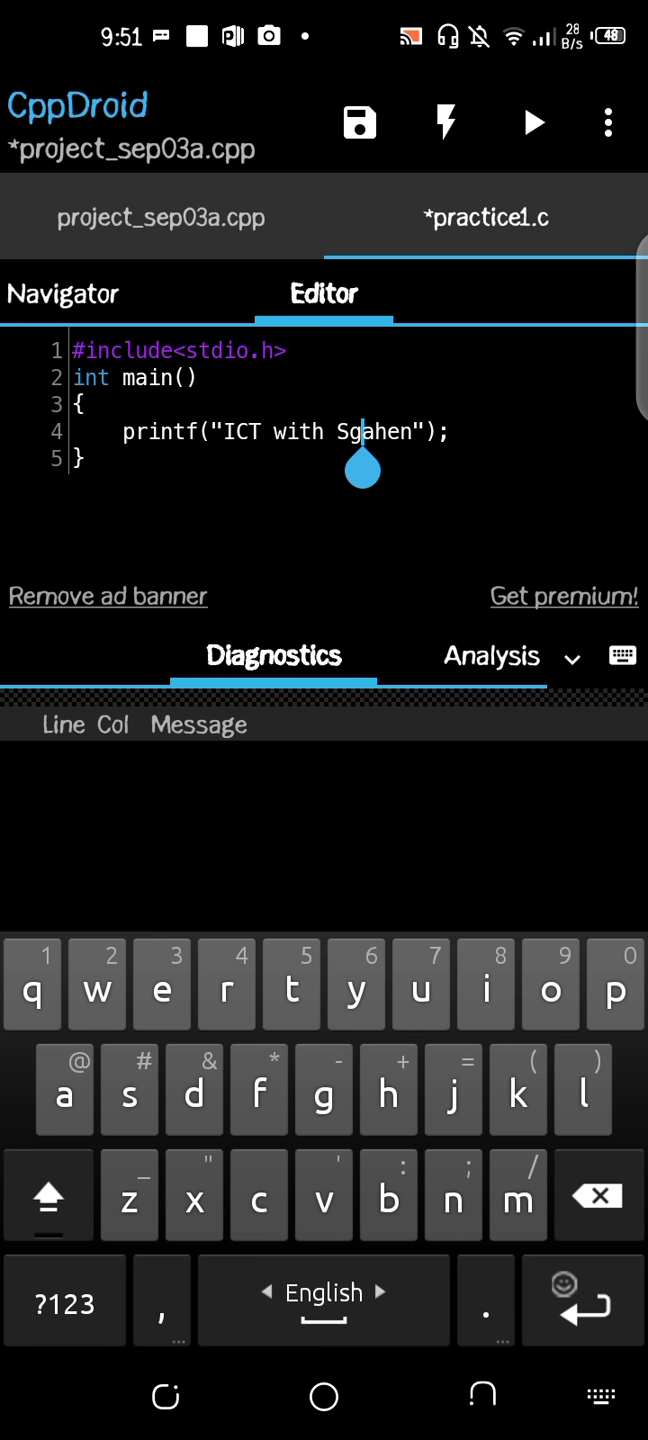 9:51 28 B/s 48
CppDroid
*project_sep03a.cpp
project_sep03a.cpp *practice1.c
Navigator Editor
1 #include<stdio.h>
2 int main()
3 {
4 printf("ICT with Sgahen");
5 }
Remove ad banner Get premium!
Diagnostics Analysis
Line Col Message
1 2 3 4 5 6 7 8 9 0
q w e r t y u i o p
@ # & * - + = ( )
a s d f g h j k l
_ " ' : ; /
z x c v b n m
?123 , English .